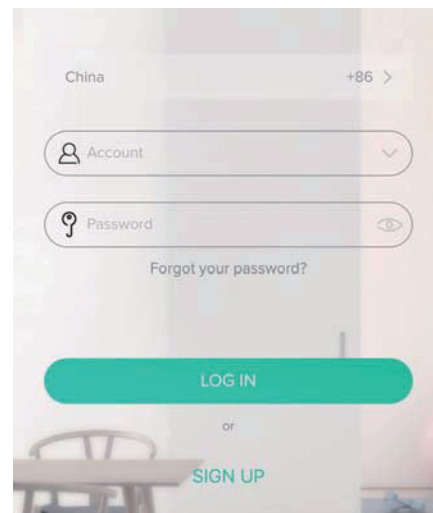 China +86 >
Account
Password
Forgot your password?
LOG IN
or
SIGN UP